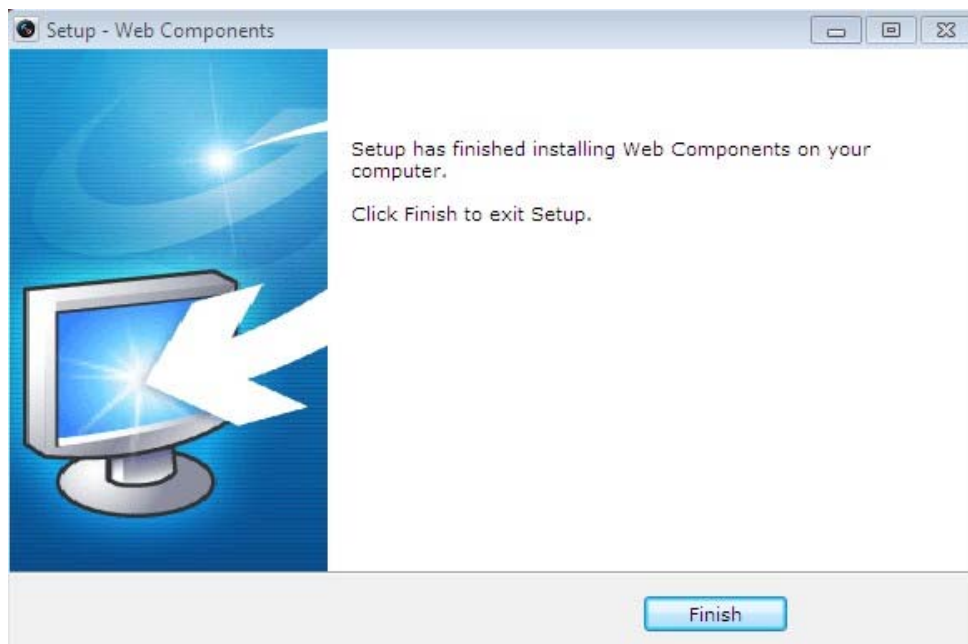 Setup - Web Components
Setup has finished installing Web Components on your
computer.
Click Finish to exit Setup.
Finish